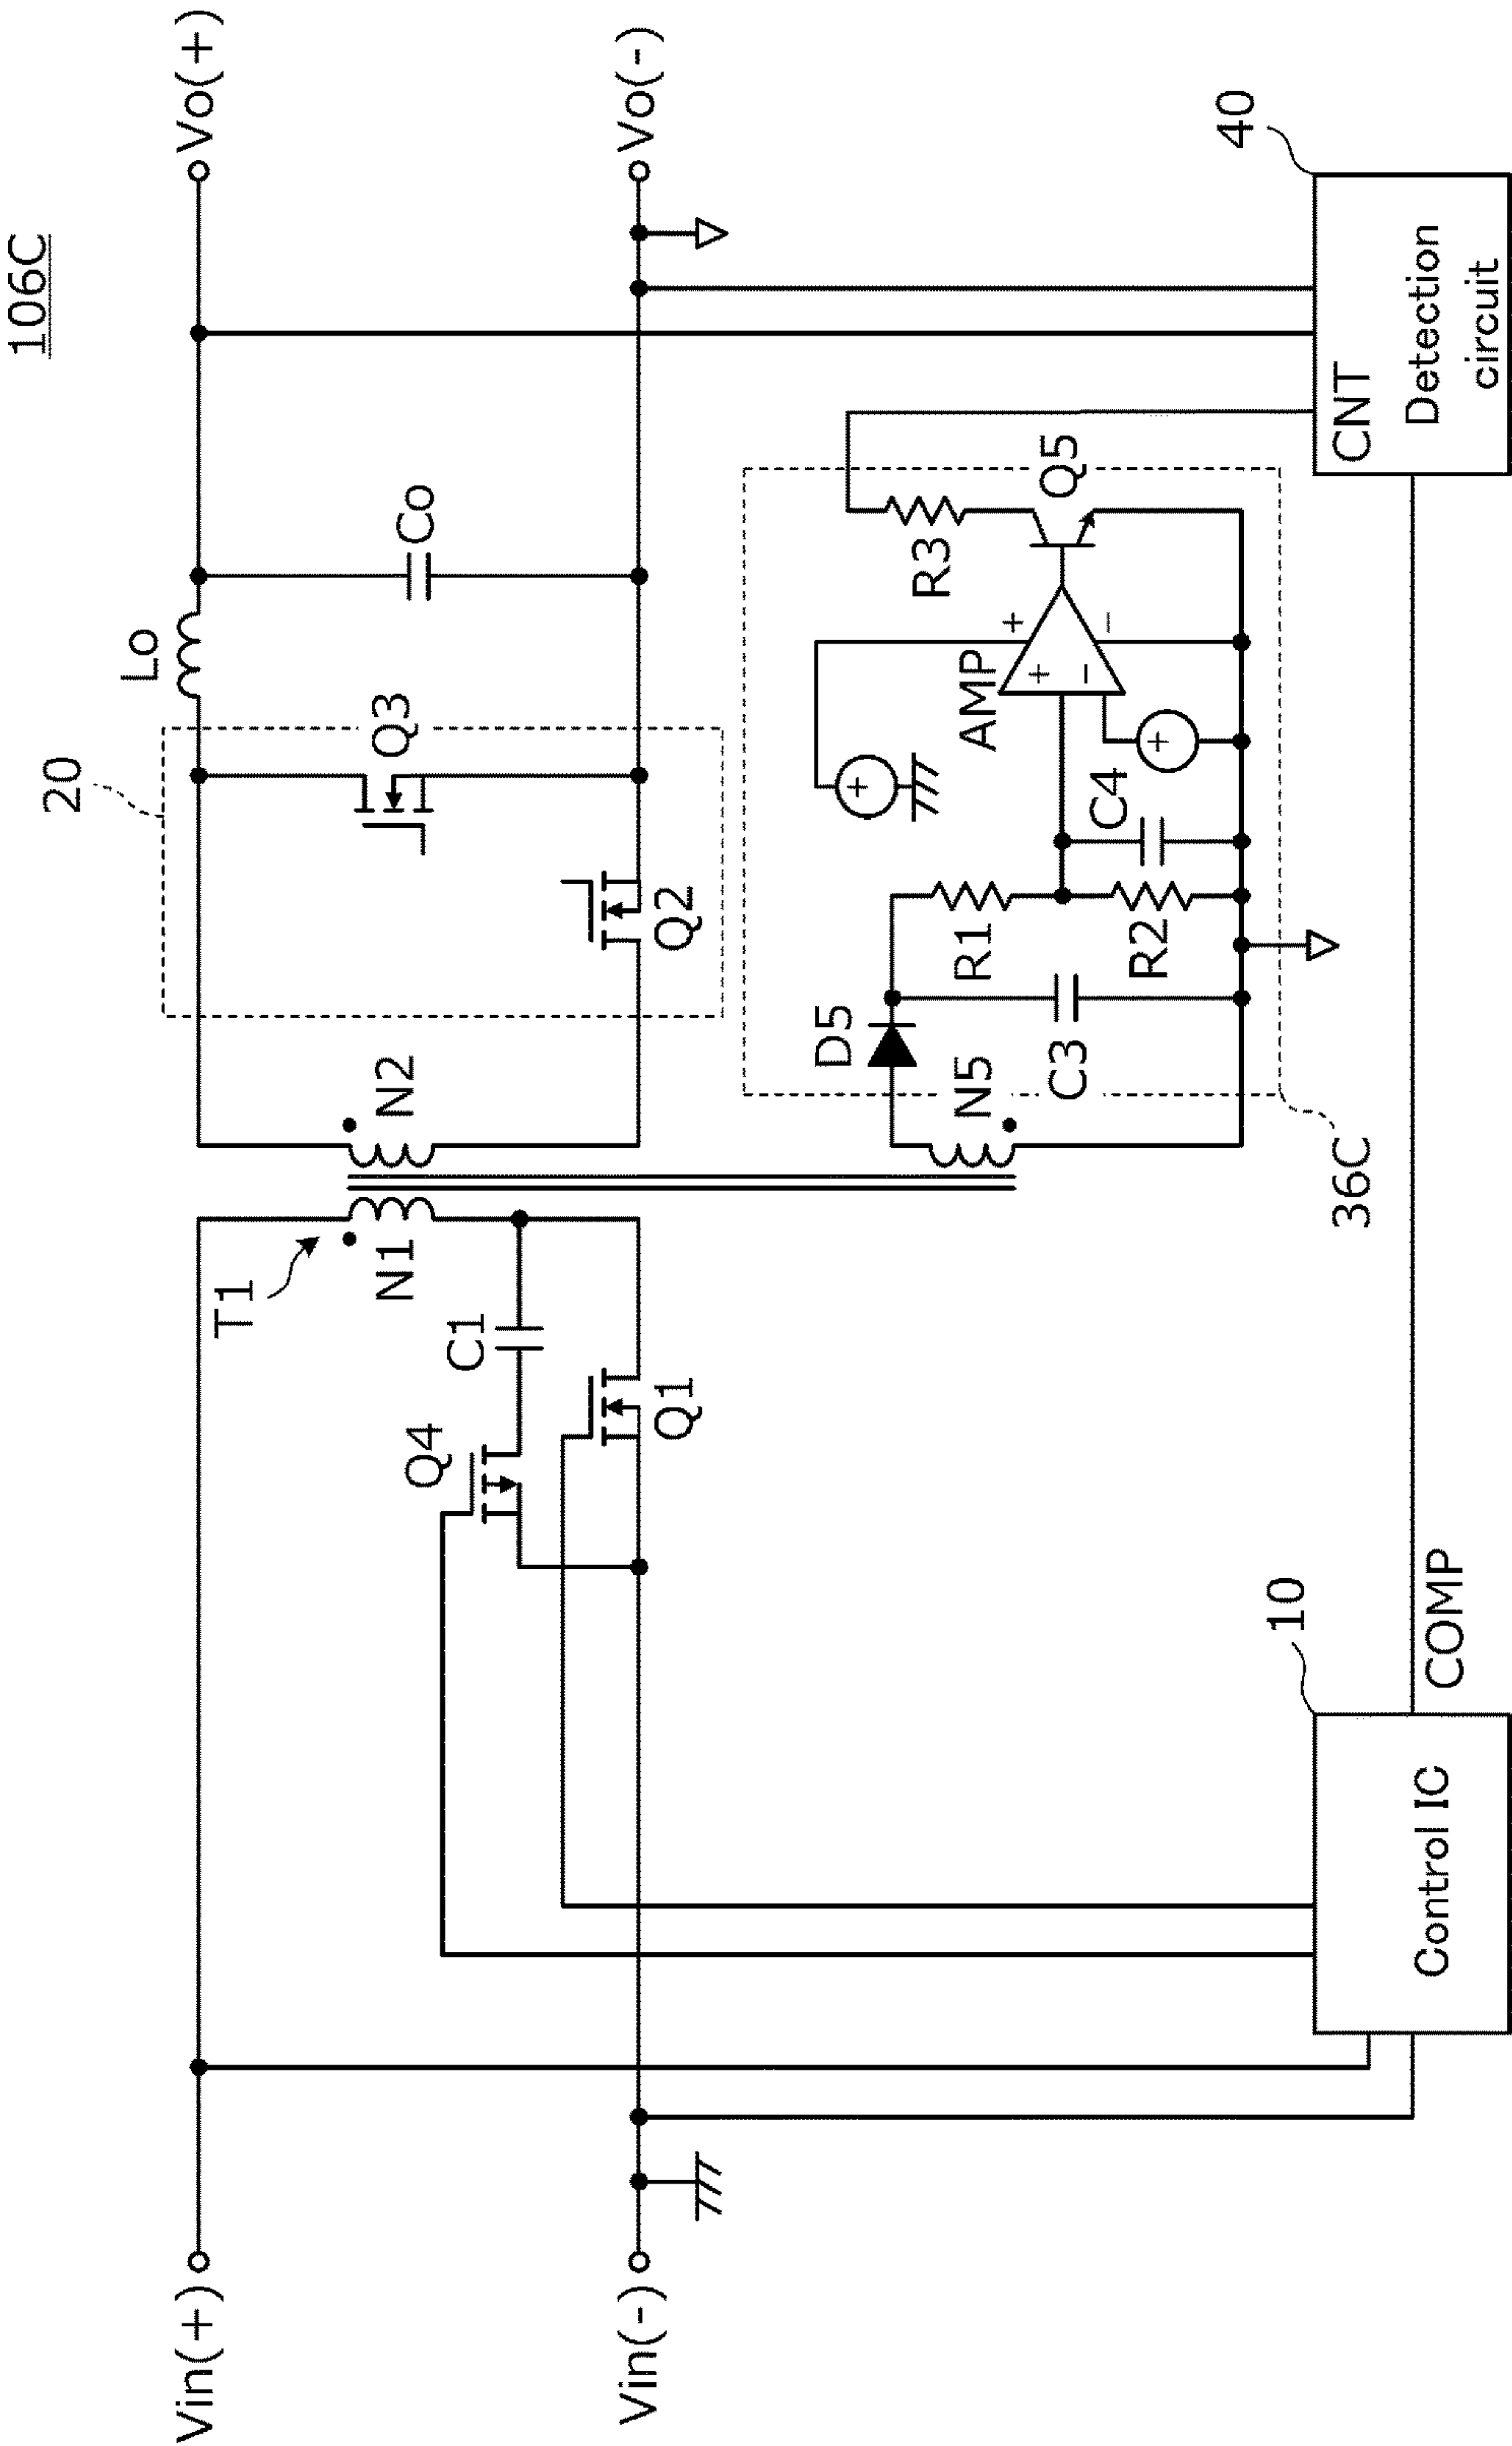 106C
20
Lo
Vin(+)
Vo(+)
T1
N1
N2
Q3
Co
Q4
C1
Q1
Q2
Vin(-)
Vo(-)
D5
N5
C3
R1
R2
C4
AMP
+
+
+
-
-
+
R3
Q5
36C
10
40
CNT
Control IC
COMP
Detection
circuit